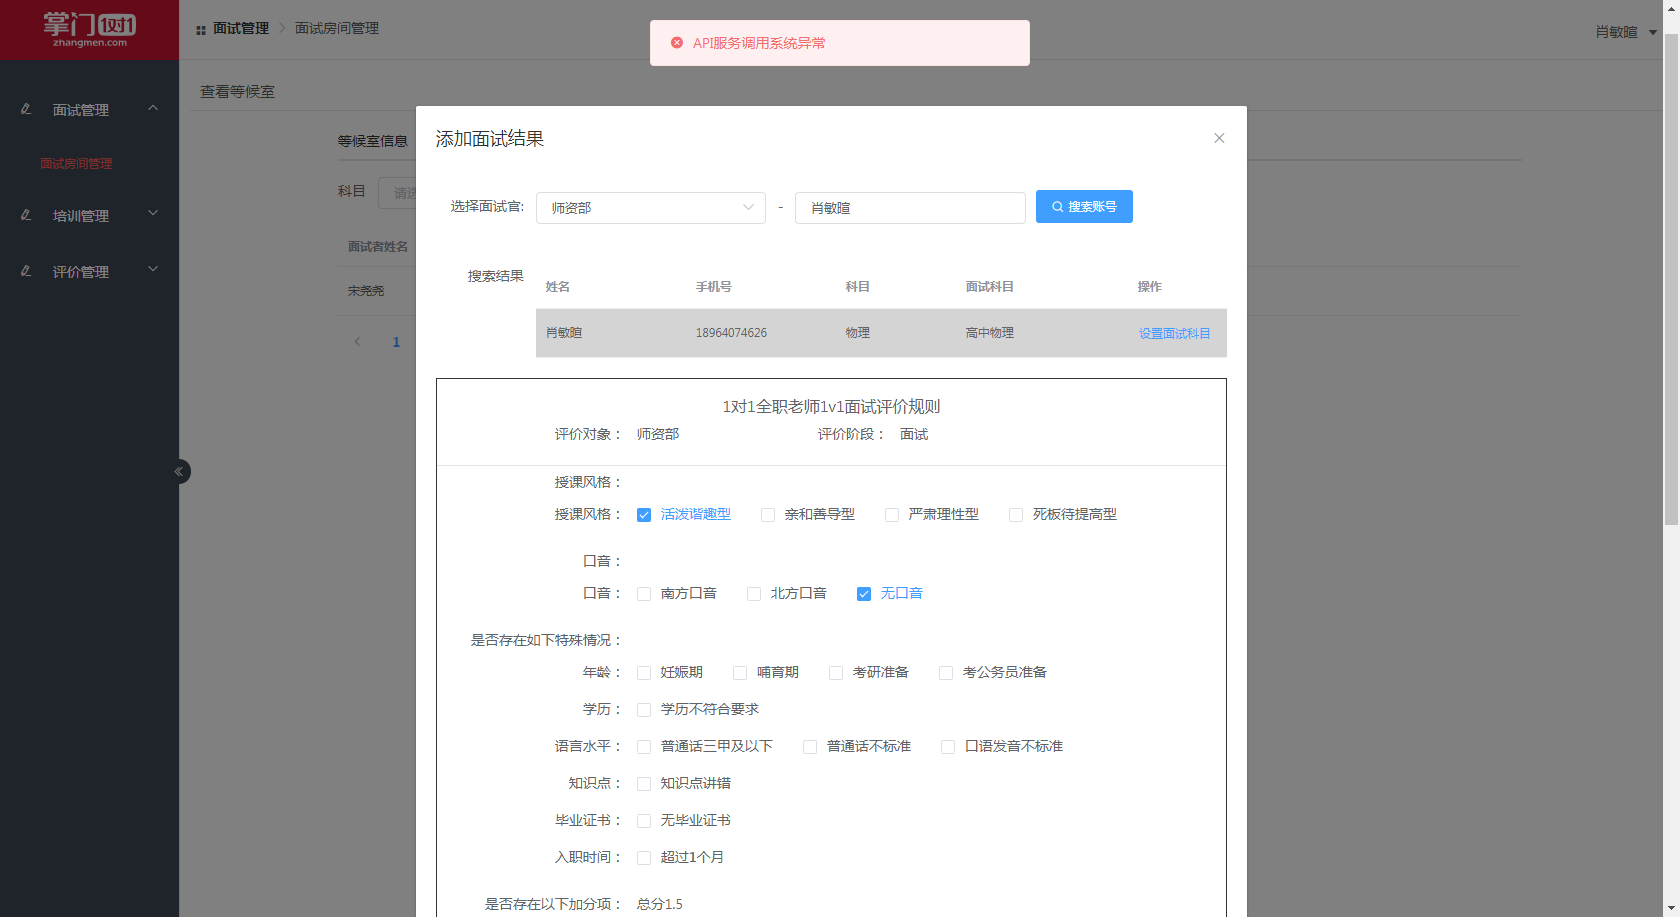 掌门1对1
zhangmen.com
面试管理
面试房间管理
API服务调用系统异常
肖敏暄
面试管理
面试房间管理
培训管理
评价管理
查看等候室
等候室信息
科目
面试者姓名
宋尧尧
1
添加面试结果
选择面试官:
师资部
-
肖敏暄
搜索账号
搜索结果
姓名 手机号 科目 面试科目 操作
肖敏暄 18964074626 物理 高中物理 设置面试科目
1对1全职老师1v1面试评价规则
评价对象： 师资部 评价阶段： 面试
授课风格：
授课风格： 活泼谐趣型 亲和善导型 严肃理性型 死板待提高型
口音：
口音： 南方口音 北方口音 无口音
是否存在如下特殊情况：
年龄： 妊娠期 哺育期 考研准备 考公务员准备
学历： 学历不符合要求
语言水平： 普通话三甲及以下 普通话不标准 口语发音不标准
知识点： 知识点讲错
毕业证书： 无毕业证书
入职时间： 超过1个月
是否存在以下加分项： 总分1.5